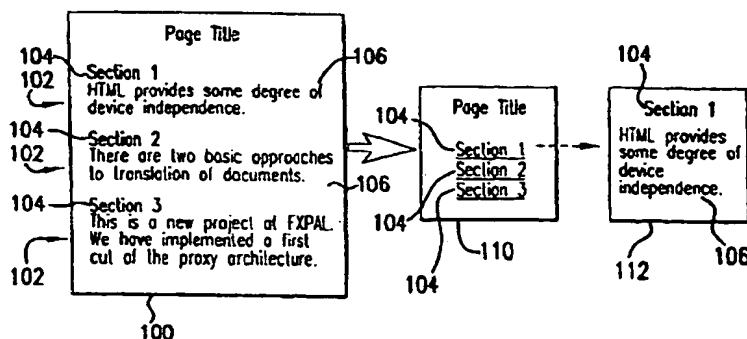 Page Title
104
Section 1
106
HTML provides some degree of
device independence.
102
104
Section 2
There are two basic approaches
to translation of documents.
102
106
104
Section 3
This is a new project at FXPAL.
We have implemented a first
cut of the proxy architecture.
102
100
Page Title
104
Section 1
Section 2
Section 3
104
104
110
104
Section 1
HTML provides
some degree of
device
independence.
112
106